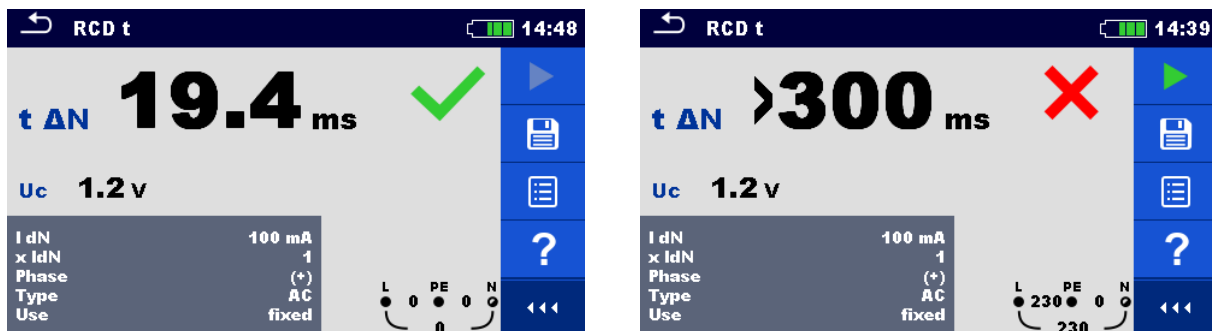 RCD t 14:48
t ΔN 19.4 ms
Uc 1.2 V
I dN 100 mA
x IdN 1
Phase (+)
Type AC
Use fixed
L PE N
0 0
0
?
RCD t 14:39
t ΔN >300 ms
Uc 1.2 V
I dN 100 mA
x IdN 1
Phase (+)
Type AC
Use fixed
L PE N
230 0
230
?